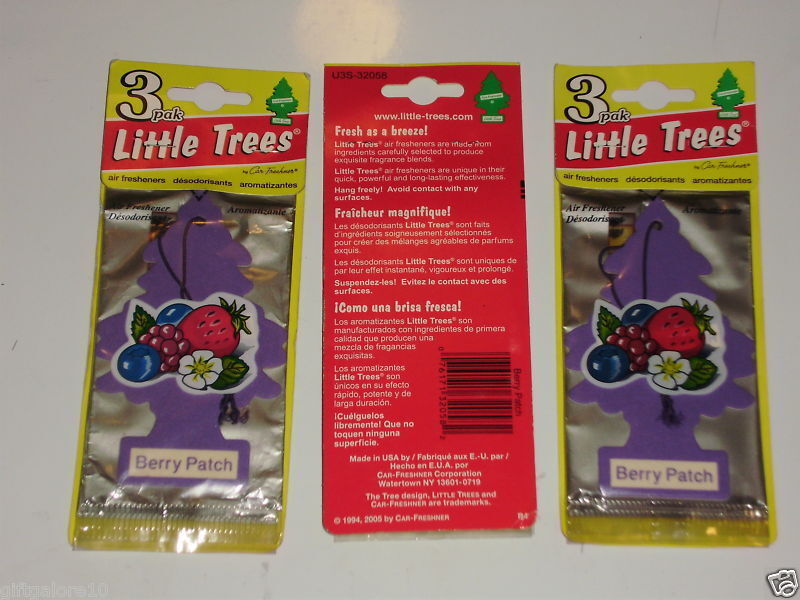 3
pak
Little Trees®
by Car-Freshner®
air fresheners désodorisants aromatizantes
Air Freshener
Désodorisant
Aromatizante
Berry Patch
U3S-32058
www.little-trees.com
Fresh as a breeze!
Little Trees® air fresheners are made from
ingredients carefully selected to produce
exquisite fragrance blends.
Little Trees® air fresheners are unique in their
quick, powerful and long-lasting effectiveness.
Hang freely! Avoid contact with any
surfaces.
Fraîcheur magnifique!
Les désodorisants Little Trees® sont faits
d'ingrédients soigneusement sélectionnés
pour créer des mélanges agréables de parfums
exquis.
Les désodorisants Little Trees® sont uniques de
par leur effet instantané, vigoureux et prolongé.
Suspendez-les! Evitez le contact avec des
surfaces.
¡Como una brisa fresca!
Los aromatizantes Little Trees® son
manufacturados con ingredientes de primera
calidad que producen una
mezcla de fragancias
exquisitas.
Los aromatizantes
Little Trees® son
únicos en su efecto
rápido, potente y de
larga duración.
¡Cuélguelos
libremente! Que no
toquen ninguna
superficie.
Berry Patch
Made in USA by / Fabriqué aux E.-U. par /
Hecho en E.U.A. por
CAR-FRESHNER Corporation
Watertown NY 13601-0719
The Tree design, LITTLE TREES and
CAR-FRESHNER are trademarks.
© 1994, 2005 by CAR-FRESHNER
3
pak
Little Trees®
by Car-Freshner®
air fresheners désodorisants aromatizantes
Air Freshener
Désodorisant
Aromatizante
Berry Patch
giftgalore10